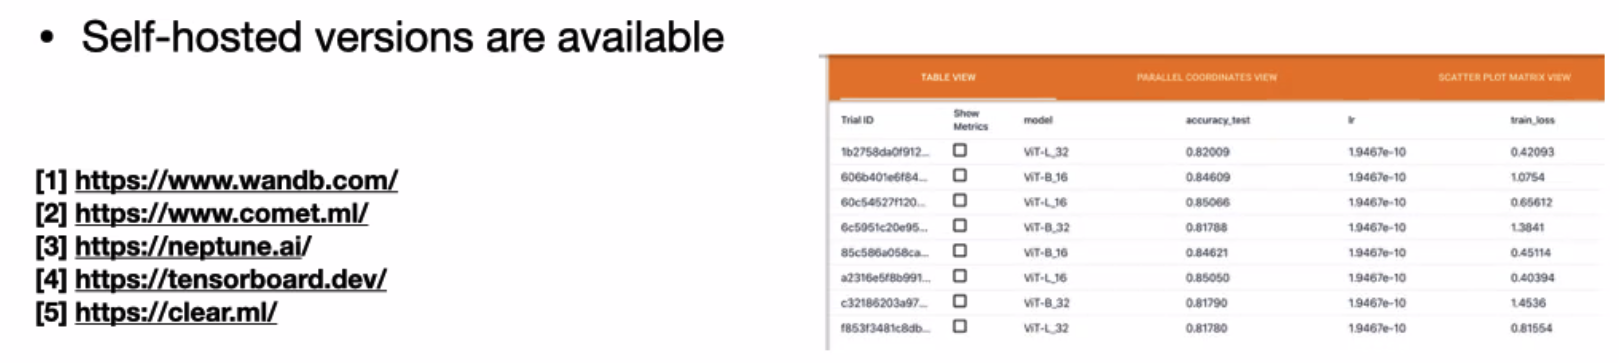 • Self-hosted versions are available
[1] https://www.wandb.com/
[2] https://www.comet.ml/
[3] https://neptune.ai/
[4] https://tensorboard.dev/
[5] https://clear.ml/
TABLE VIEW PARALLEL COORDINATES VIEW SCATTER PLOT MATRIX VIEW
Trial ID Show Metrics model accuracy_test lr train_loss
1b2758da0f912... ViT-L_32 0.82009 1.9467e-10 0.42093
606b401e6f84... ViT-B_16 0.84609 1.9467e-10 1.0754
60c54527f120... ViT-L_16 0.85066 1.9467e-10 0.65612
6c5951c20e95... ViT-B_32 0.81788 1.9467e-10 1.3841
85c586a058ca... ViT-B_16 0.84621 1.9467e-10 0.45114
a2316e5f8b991... ViT-L_16 0.85050 1.9467e-10 0.40394
c32186203a97... ViT-B_32 0.81790 1.9467e-10 1.4536
f853f3481c8db... ViT-L_32 0.81780 1.9467e-10 0.81554